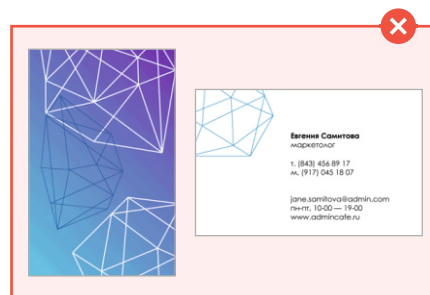 Евгения Самитова
маркетолог
т. (843) 456 89 17
м. (917) 045 18 07
jane.samitova@admin.com
пн-пт, 10-00 — 19-00
www.admincafe.ru